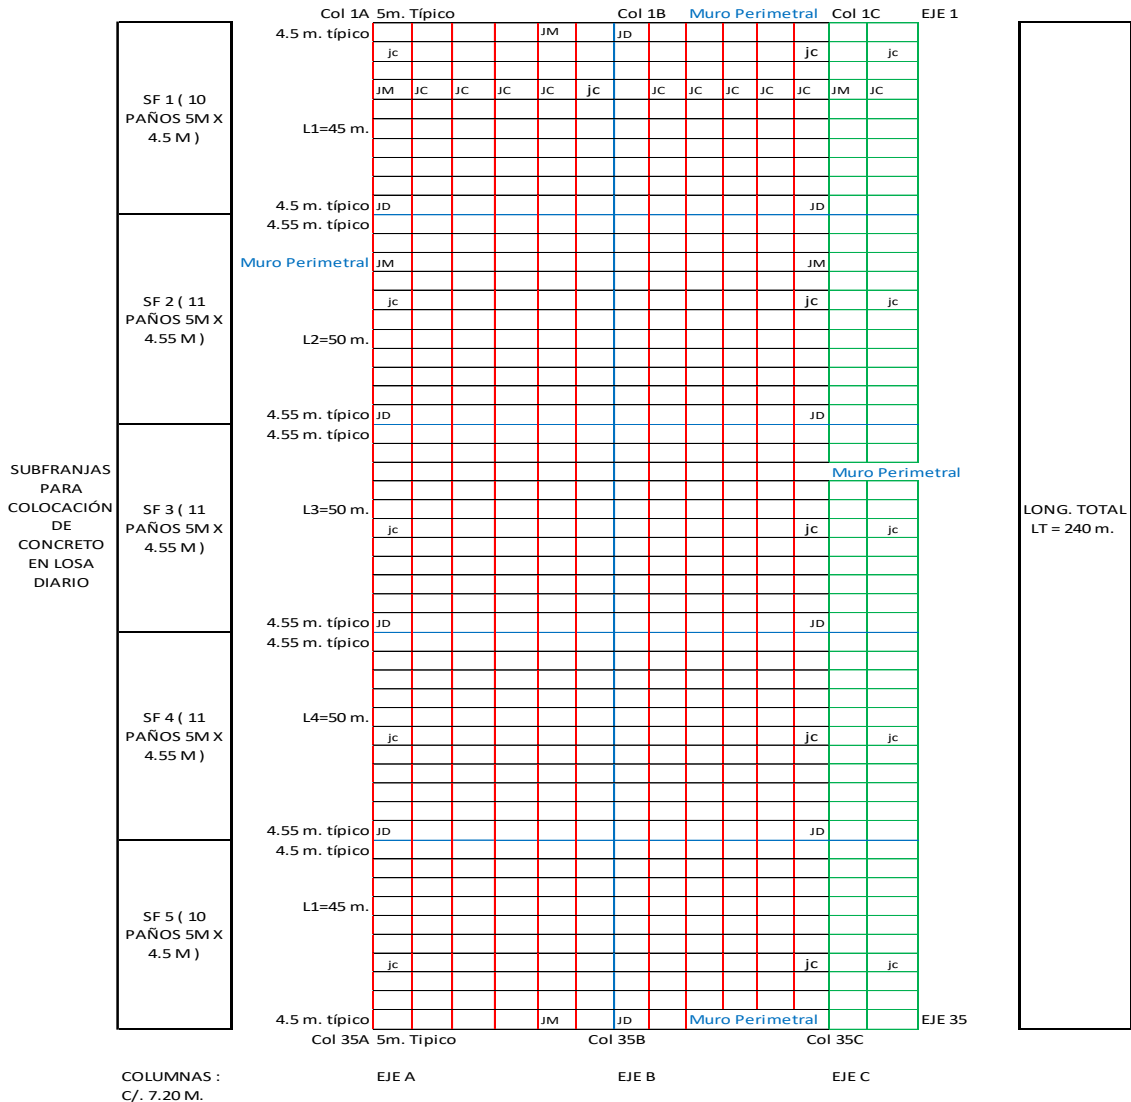 Col 1A 5m. Típico Col 1B Muro Perimetral Col 1C EJE 1
4.5 m. típico JM JD
jc jc jc
JM JC JC JC JC jc JC JC JC JC JC JM JC
SF 1 ( 10
PAÑOS 5M X
4.5 M )
L1=45 m.
4.5 m. típico JD JD
4.55 m. típico
Muro Perimetral JM JM
SF 2 ( 11
PAÑOS 5M X
4.55 M )
jc jc jc
L2=50 m.
4.55 m. típico JD JD
4.55 m. típico
Muro Perimetral
SUBFRANJAS
PARA
COLOCACIÓN
DE
CONCRETO
EN LOSA
DIARIO
SF 3 ( 11
PAÑOS 5M X
4.55 M )
L3=50 m.
jc jc jc
LONG. TOTAL
LT = 240 m.
4.55 m. típico JD JD
4.55 m. típico
SF 4 ( 11
PAÑOS 5M X
4.55 M )
L4=50 m.
jc jc jc
4.55 m. típico JD JD
4.5 m. típico
L1=45 m.
SF 5 ( 10
PAÑOS 5M X
4.5 M )
jc jc jc
4.5 m. típico JM JD Muro Perimetral EJE 35
Col 35A 5m. Tipico Col 35B Col 35C
COLUMNAS : EJE A EJE B EJE C
C/. 7.20 M.